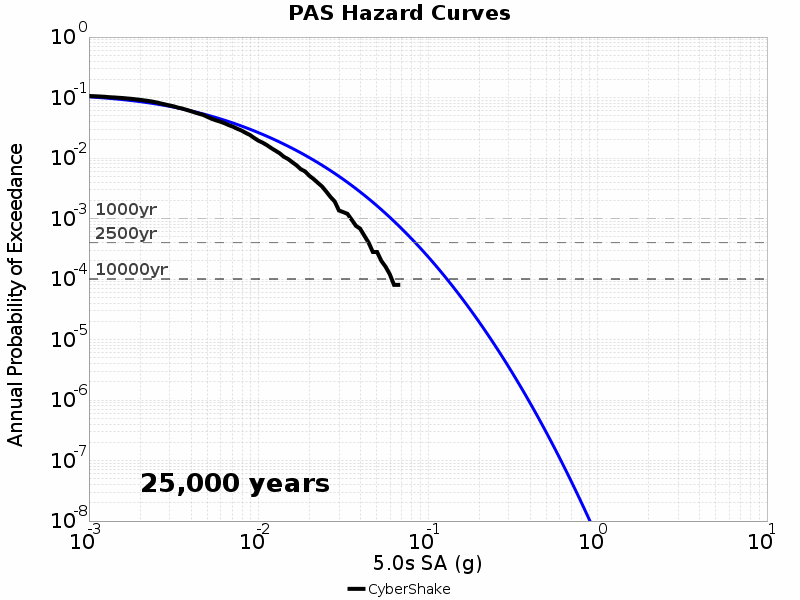 PAS Hazard Curves
Annual Probability of Exceedance
10^0
10^-1
10^-2
10^-3
10^-4
10^-5
10^-6
10^-7
10^-8
1000yr
2500yr
10000yr
25,000 years
10^-3 10^-2 10^-1 10^0 10^1
5.0s SA (g)
CyberShake